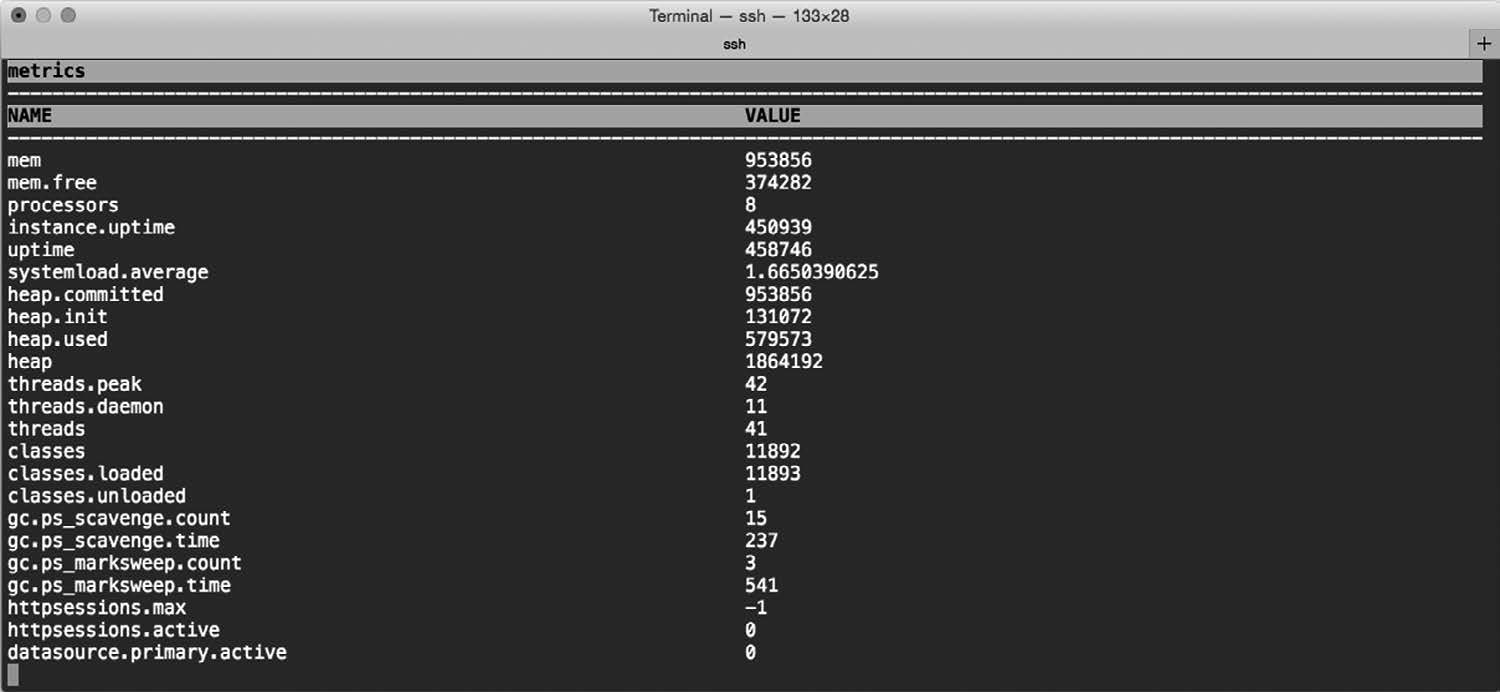 Terminal — ssh — 133×28
ssh +
metrics
NAME VALUE
mem 953856
mem.free 374282
processors 8
instance.uptime 450939
uptime 458746
systemload.average 1.6650390625
heap.committed 953856
heap.init 131072
heap.used 579573
heap 1864192
threads.peak 42
threads.daemon 11
threads 41
classes 11892
classes.loaded 11893
classes.unloaded 1
gc.ps_scavenge.count 15
gc.ps_scavenge.time 237
gc.ps_marksweep.count 3
gc.ps_marksweep.time 541
httpsessions.max -1
httpsessions.active 0
datasource.primary.active 0